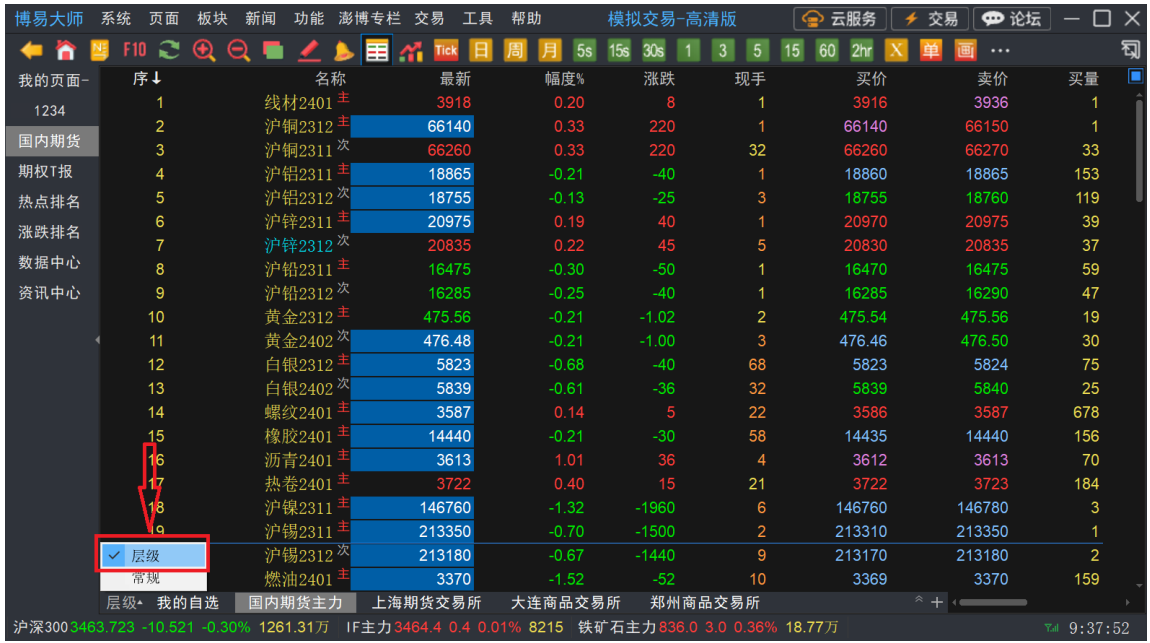 博易大师 系统 页面 板块 新闻 功能 澎博专栏 交易 工具 帮助 模拟交易-高清版 云服务 交易 论坛
N F10 Tick 日 周 月 5s 15s 30s 1 3 5 15 60 2hr X 单 画 ···
我的页面- 序↓ 名称 最新 幅度% 涨跌 现手 买价 卖价 买量
1234
国内期货
期权T报
热点排名
涨跌排名
数据中心
资讯中心
1 线材2401 主 3918 0.20 8 1 3916 3936 1
2 沪铜2312 主 66140 0.33 220 1 66140 66150 1
3 沪铜2311 次 66260 0.33 220 32 66260 66270 33
4 沪铝2311 主 18865 -0.21 -40 1 18860 18865 153
5 沪铝2312 次 18755 -0.13 -25 3 18755 18760 119
6 沪锌2311 主 20975 0.19 40 1 20970 20975 39
7 沪锌2312 次 20835 0.22 45 5 20830 20835 37
8 沪铅2311 主 16475 -0.30 -50 1 16470 16475 59
9 沪铅2312 次 16285 -0.25 -40 1 16285 16290 47
10 黄金2312 主 475.56 -0.21 -1.02 2 475.54 475.56 19
11 黄金2402 次 476.48 -0.21 -1.00 3 476.46 476.50 30
12 白银2312 主 5823 -0.68 -40 68 5823 5824 75
13 白银2402 次 5839 -0.61 -36 32 5839 5840 25
14 螺纹2401 主 3587 0.14 5 22 3586 3587 678
15 橡胶2401 主 14440 -0.21 -30 58 14435 14440 156
16 沥青2401 主 3613 1.01 36 4 3612 3613 70
17 热卷2401 主 3722 0.40 15 21 3722 3723 184
18 沪镍2311 主 146760 -1.32 -1960 6 146760 146780 3
19 沪锡2311 主 213350 -0.70 -1500 2 213310 213350 1
✓ 层级 沪锡2312 次 213180 -0.67 -1440 9 213170 213180 2
常规 燃油2401 主 3370 -1.52 -52 10 3369 3370 159
层级 我的自选 国内期货主力 上海期货交易所 大连商品交易所 郑州商品交易所
沪深300 3463.723 -10.521 -0.30% 1261.31万 IF主力 3464.4 0.4 0.01% 8215 铁矿石主力 836.0 3.0 0.36% 18.77万 9:37:52